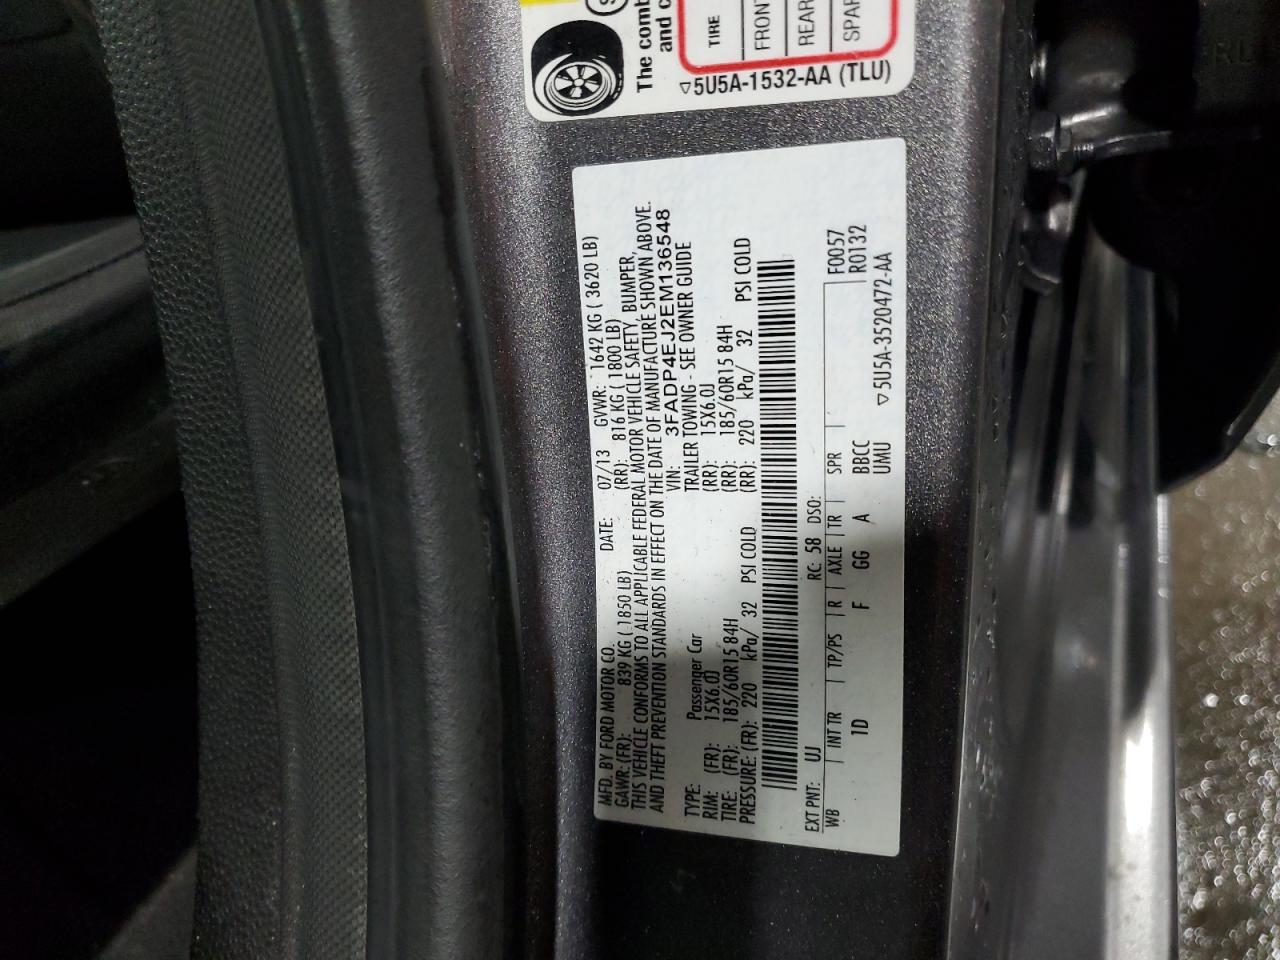 The comb
and c
TIRE
FRONT
REAR
SPAR
▽5U5A-1532-AA (TLU)
MFD. BY FORD MOTOR CO. DATE: 07/13 GVWR: 1642 KG ( 3620 LB)
GAWR: (FR): 839 KG ( 1850 LB) (RR): 816 KG ( 1800 LB)
THIS VEHICLE CONFORMS TO ALL APPLICABLE FEDERAL MOTOR VEHICLE SAFETY, BUMPER,
AND THEFT PREVENTION STANDARDS IN EFFECT ON THE DATE OF MANUFACTURE SHOWN ABOVE.
VIN: 3FADP4EJ2EM136548
TYPE: Passenger Car TRAILER TOWING - SEE OWNER GUIDE
RIM: (FR): 15X6.0J (RR): 15X6.0J
TIRE: (FR): 185/60R15 84H (RR): 185/60R15 84H
PRESSURE: (FR): 220 kPa/ 32 PSI COLD (RR): 220 kPa/ 32 PSI COLD
EXT PNT: UJ RC: 58 DSO:
WB INT TR TP/PS R AXLE TR SPR F0057
1D F GG A BBCC R0132
UMU
▽5U5A-3520472-AA